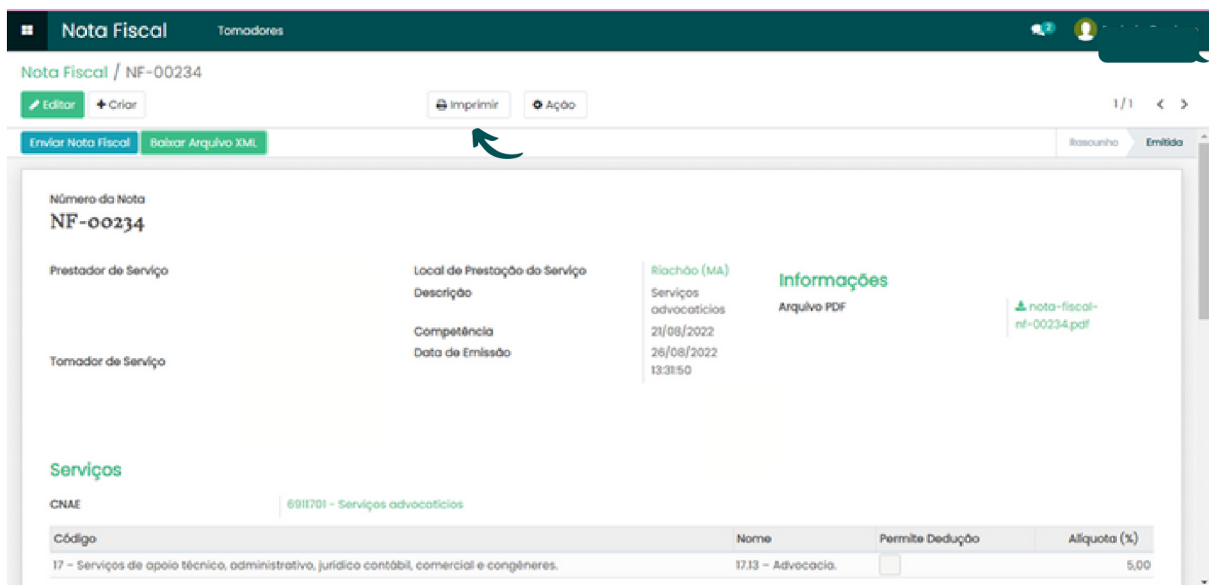 Nota Fiscal Tomadores 2
Nota Fiscal / NF-00234
Editar + Criar Imprimir Ação 1/1 < >
Enviar Nota Fiscal Baixar Arquivo XML Rascunho Emitida
Número da Nota
NF-00234
Prestador de Serviço
Tomador de Serviço
Local de Prestação do Serviço Riachão (MA)
Descrição Serviços
advocatícios
Competência 21/08/2022
Data de Emissão 26/08/2022
13:31:50
Informações
Arquivo PDF nota-fiscal-
nf-00234.pdf
Serviços
CNAE 6911701 - Serviços advocatícios
Código Nome Permite Dedução Alíquota (%)
17 - Serviços de apoio técnico, administrativo, jurídico contábil, comercial e congêneres. 17.13 - Advocacia. 5,00